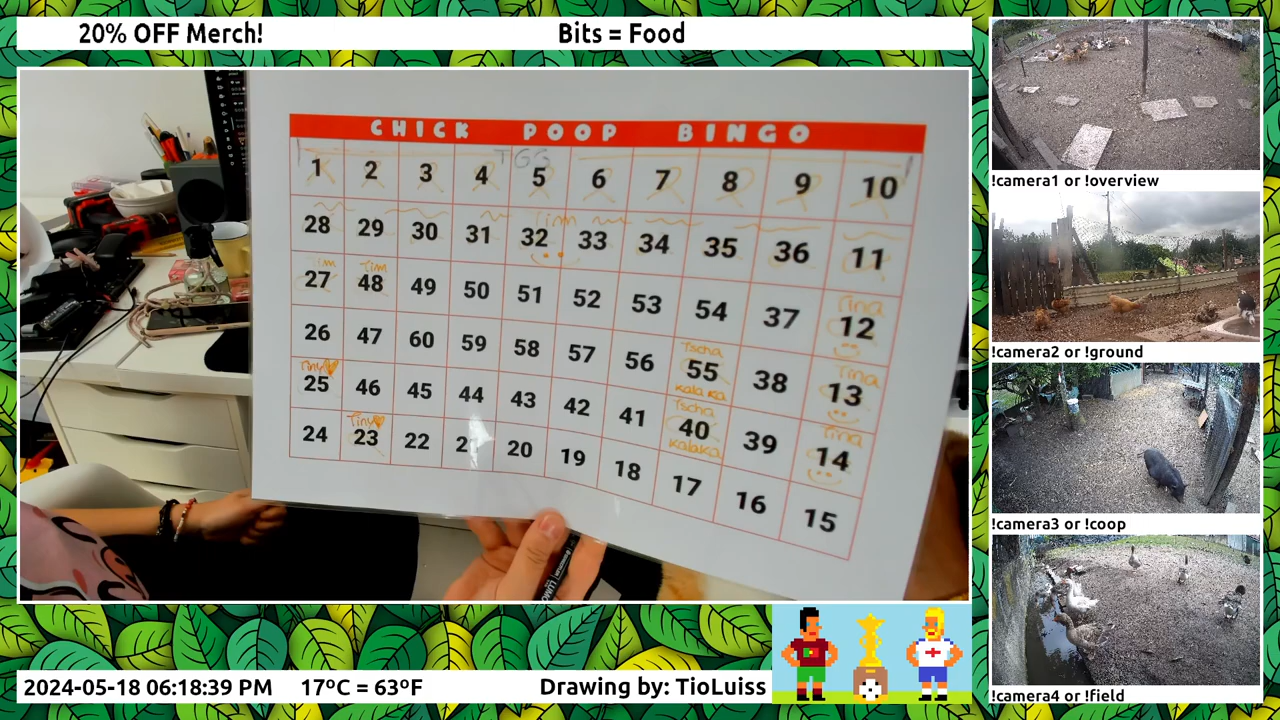 20% OFF Merch!
Bits = Food
CHICK POOP BINGO
TGG
1 2 3 4 5 6 7 8 9 10
Tinm
28 29 30 31 32 33 34 35 36 11
Tim Tim Tina
27 48 49 50 51 52 53 54 37 12
Tscha Tina
26 47 60 59 58 57 56 55 38 13
kalaka
Tiny Tscha Tina
25 46 45 44 43 42 41 40 39 14
Tiny kalaka
24 23 22 21 20 19 18 17 16 15
!camera1 or !overview
!camera2 or !ground
!camera3 or !coop
!camera4 or !field
2024-05-18 06:18:39 PM 17ºC = 63ºF
Drawing by: TioLuiss